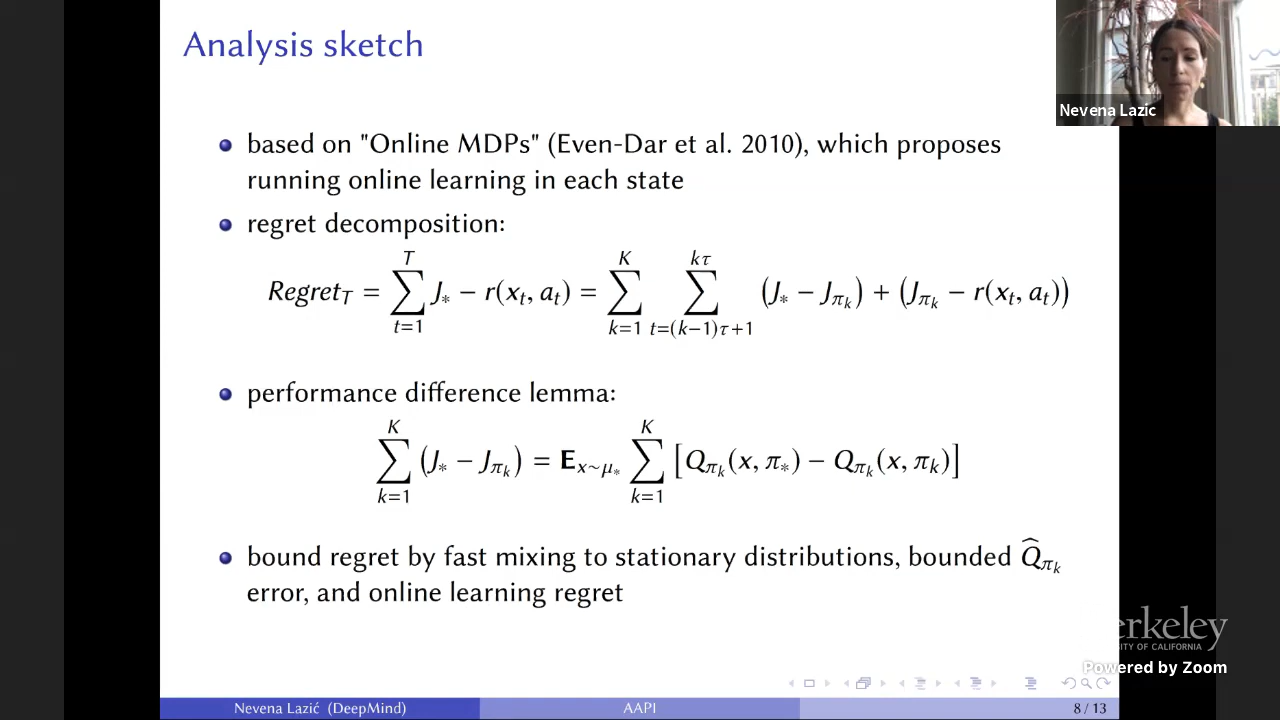 Analysis sketch
Nevena Lazic
based on "Online MDPs" (Even-Dar et al. 2010), which proposes
running online learning in each state
regret decomposition:
Regret_T = ∑_{t=1}^{T} J_* − r(x_t, a_t) = ∑_{k=1}^{K} ∑_{t=(k−1)τ+1}^{kτ} (J_* − J_{π_k}) + (J_{π_k} − r(x_t, a_t))
performance difference lemma:
∑_{k=1}^{K} (J_* − J_{π_k}) = E_{x∼μ_*} ∑_{k=1}^{K} [Q_{π_k}(x, π_*) − Q_{π_k}(x, π_k)]
bound regret by fast mixing to stationary distributions, bounded Q̂_{π_k}
error, and online learning regret
erkeley
SITY OF CALIFORNIA
Powered by Zoom
Nevena Lazić (DeepMind)
AAPI
8 / 13